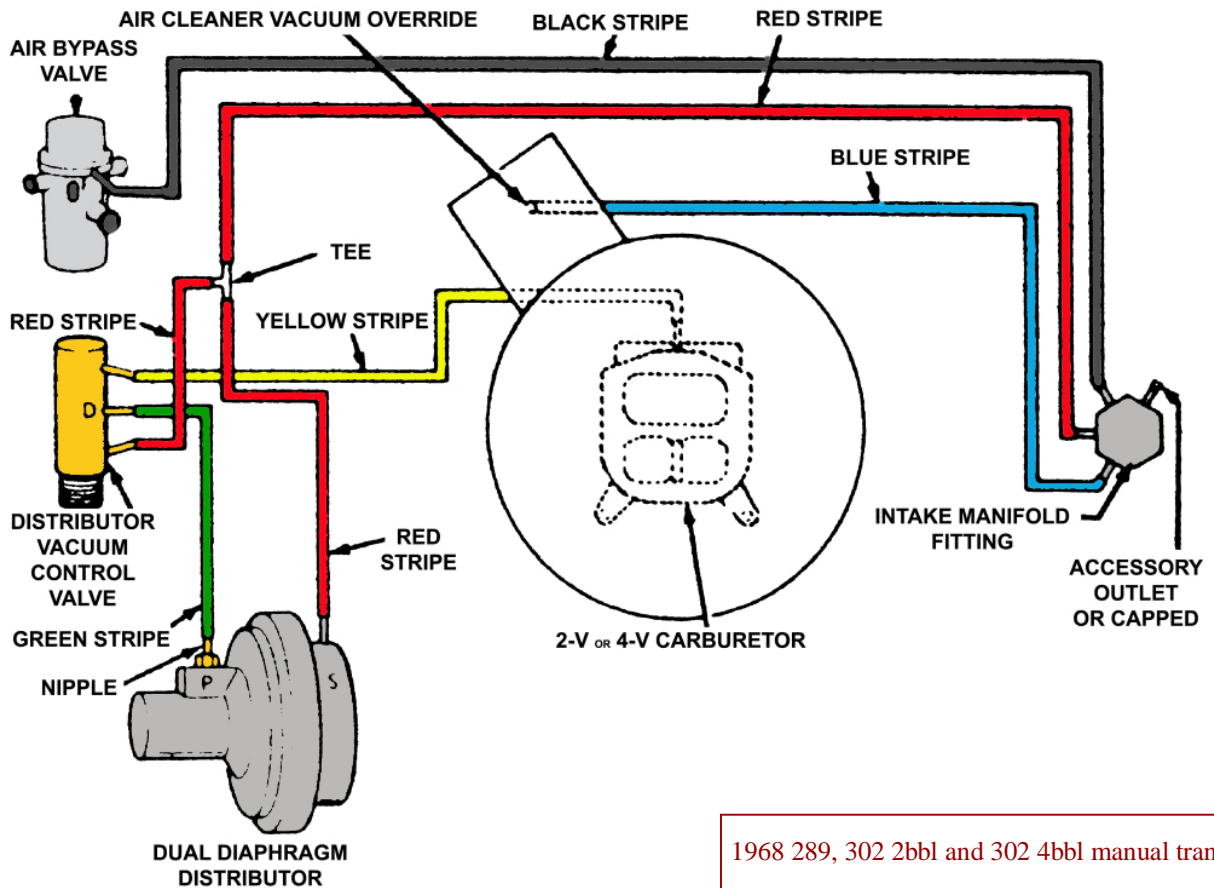 AIR CLEANER VACUUM OVERRIDE
BLACK STRIPE
RED STRIPE
AIR BYPASS
VALVE
BLUE STRIPE
TEE
RED STRIPE
YELLOW STRIPE
D
DISTRIBUTOR
VACUUM
CONTROL
VALVE
RED
STRIPE
INTAKE MANIFOLD
FITTING
ACCESSORY
OUTLET
OR CAPPED
GREEN STRIPE
2-V OR 4-V CARBURETOR
NIPPLE
P
S
DUAL DIAPHRAGM
DISTRIBUTOR
1968 289, 302 2bbl and 302 4bbl manual tran